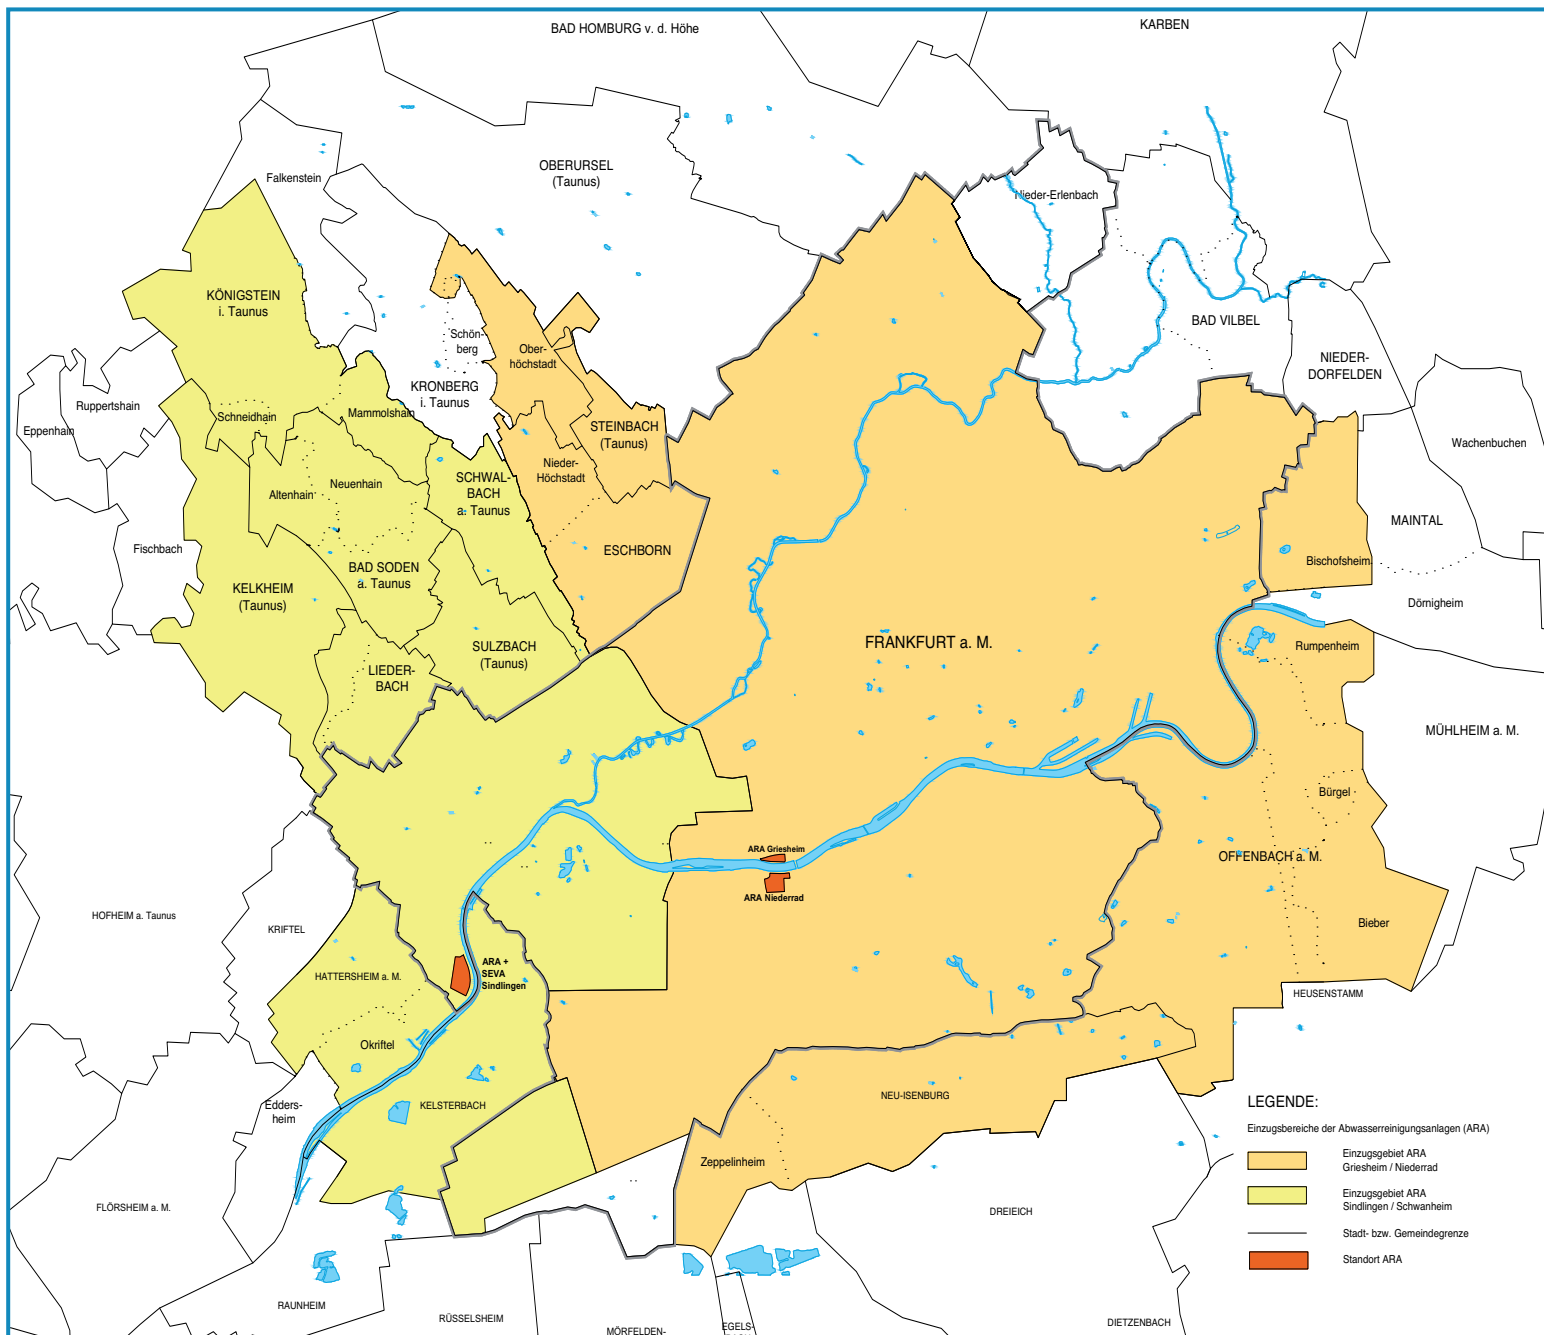 BAD HOMBURG v. d. Höhe
KARBEN
Falkenstein
OBERURSEL
(Taunus)
Nieder-Erlenbach
KÖNIGSTEIN
i. Taunus
Schön-
berg
Ober-
höchstadt
BAD VILBEL
NIEDER-
DORFELDEN
KRONBERG
i. Taunus
Ruppertshain
Eppenhain
Schneidhain
Mammolshain
STEINBACH
(Taunus)
Wachenbuchen
Nieder-
Höchstadt
SCHWAL-
BACH
a. Taunus
Neuenhain
Altenhain
MAINTAL
Fischbach
ESCHBORN
Bischofsheim
BAD SODEN
a. Taunus
KELKHEIM
(Taunus)
Dörnigheim
FRANKFURT a. M.
Rumpenheim
SULZBACH
(Taunus)
LIEDER-
BACH
MÜHLHEIM a. M.
Bürgel
ARA Griesheim
OFFENBACH a. M.
ARA Niederrad
HOFHEIM a. Taunus
KRIFTEL
Bieber
ARA +
SEVA
Sindlingen
HATTERSHEIM a. M.
HEUSENSTAMM
Okriftel
NEU-ISENBURG
Edders-
heim
KELSTERBACH
Zeppelinheim
FLÖRSHEIM a. M.
DREIEICH
RAUNHEIM
RÜSSELSHEIM
MÖRFELDEN-
EGELS-
DIETZENBACH
LEGENDE:
Einzugsbereiche der Abwasserreinigungsanlagen (ARA)
Einzugsgebiet ARA
Griesheim / Niederrad
Einzugsgebiet ARA
Sindlingen / Schwanheim
Stadt- bzw. Gemeindegrenze
Standort ARA